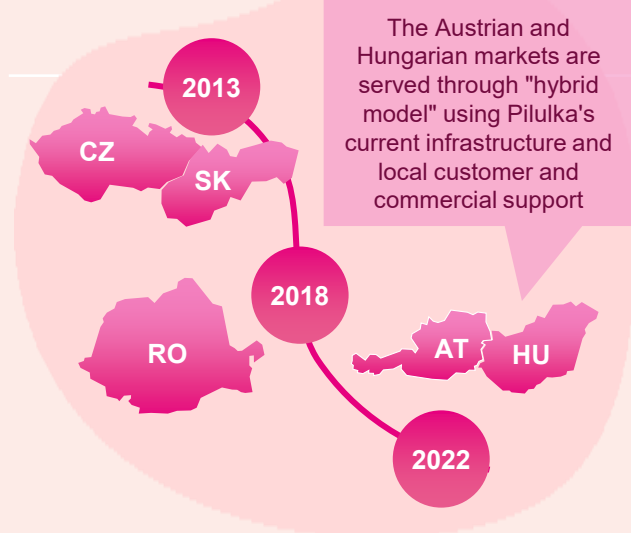 The Austrian and
Hungarian markets are
served through "hybrid
model" using Pilulka's
current infrastructure and
local customer and
commercial support
2013
CZ
SK
2018
RO
AT
HU
2022